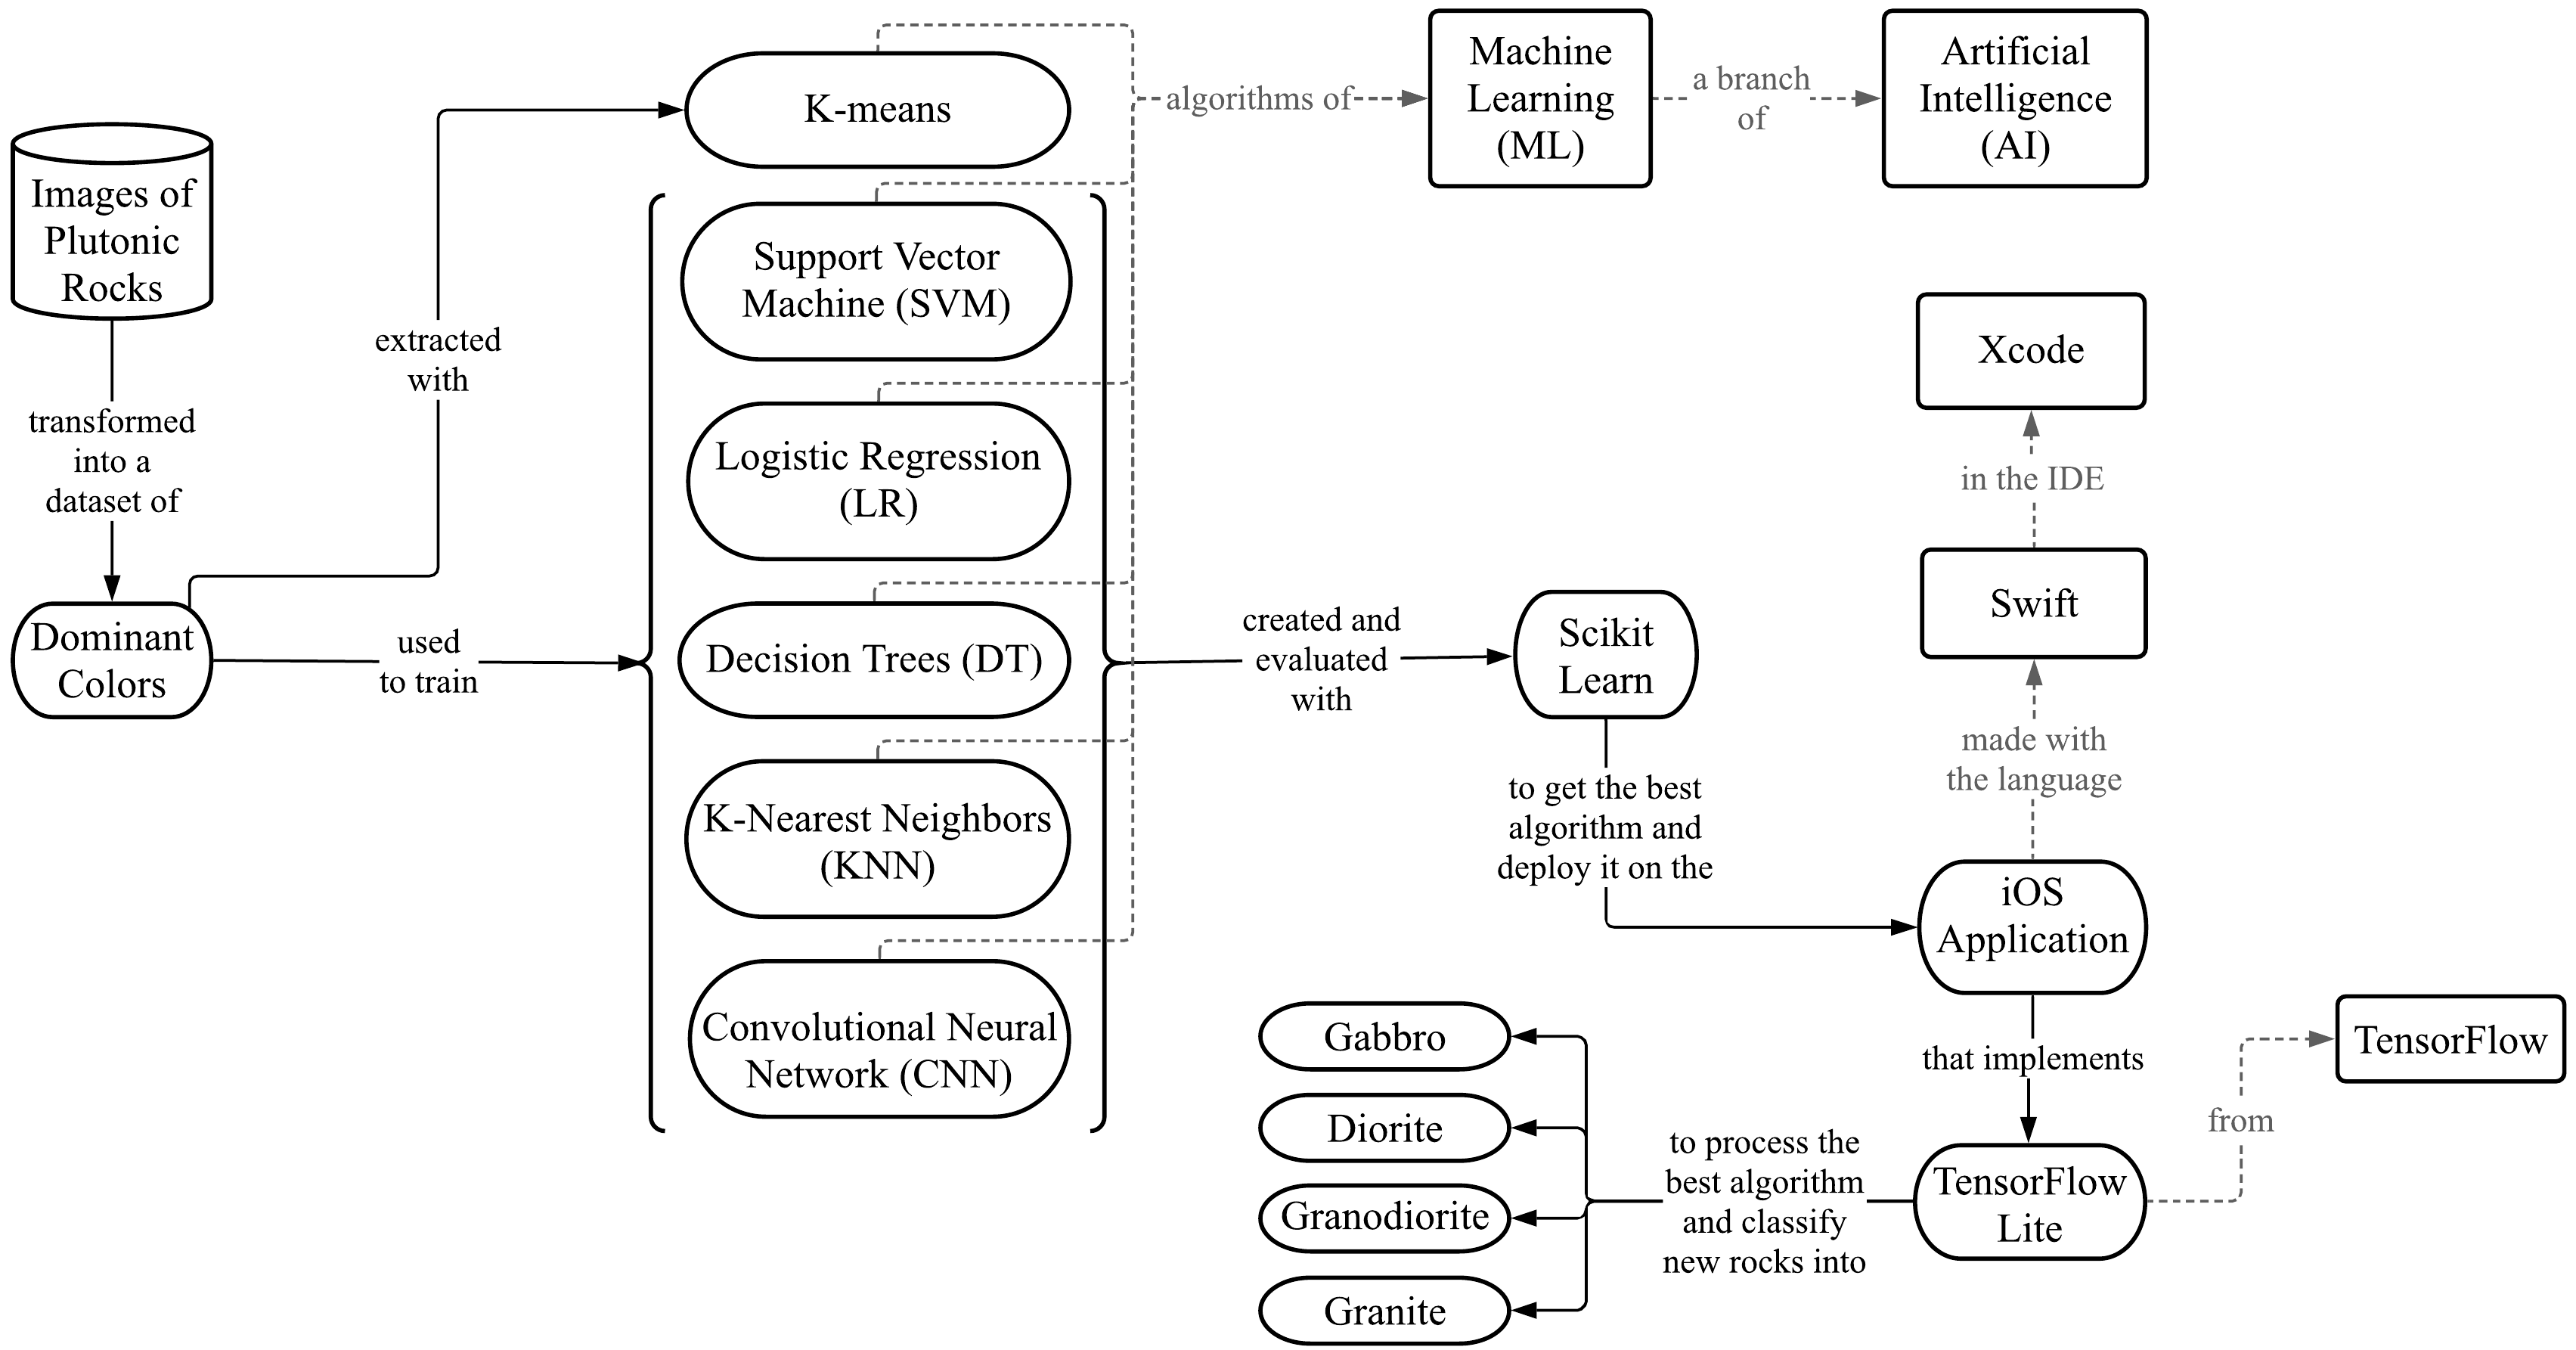 Images of
Plutonic
Rocks
transformed
into a
dataset of
Dominant
Colors
extracted
with
used
to train
K-means
Support Vector
Machine (SVM)
Logistic Regression
(LR)
Decision Trees (DT)
K-Nearest Neighbors
(KNN)
Convolutional Neural
Network (CNN)
algorithms of
Machine
Learning
(ML)
a branch
of
Artificial
Intelligence
(AI)
created and
evaluated
with
Scikit
Learn
to get the best
algorithm and
deploy it on the
iOS
Application
made with
the language
Swift
in the IDE
Xcode
that implements
TensorFlow
Lite
from
TensorFlow
to process the
best algorithm
and classify
new rocks into
Gabbro
Diorite
Granodiorite
Granite